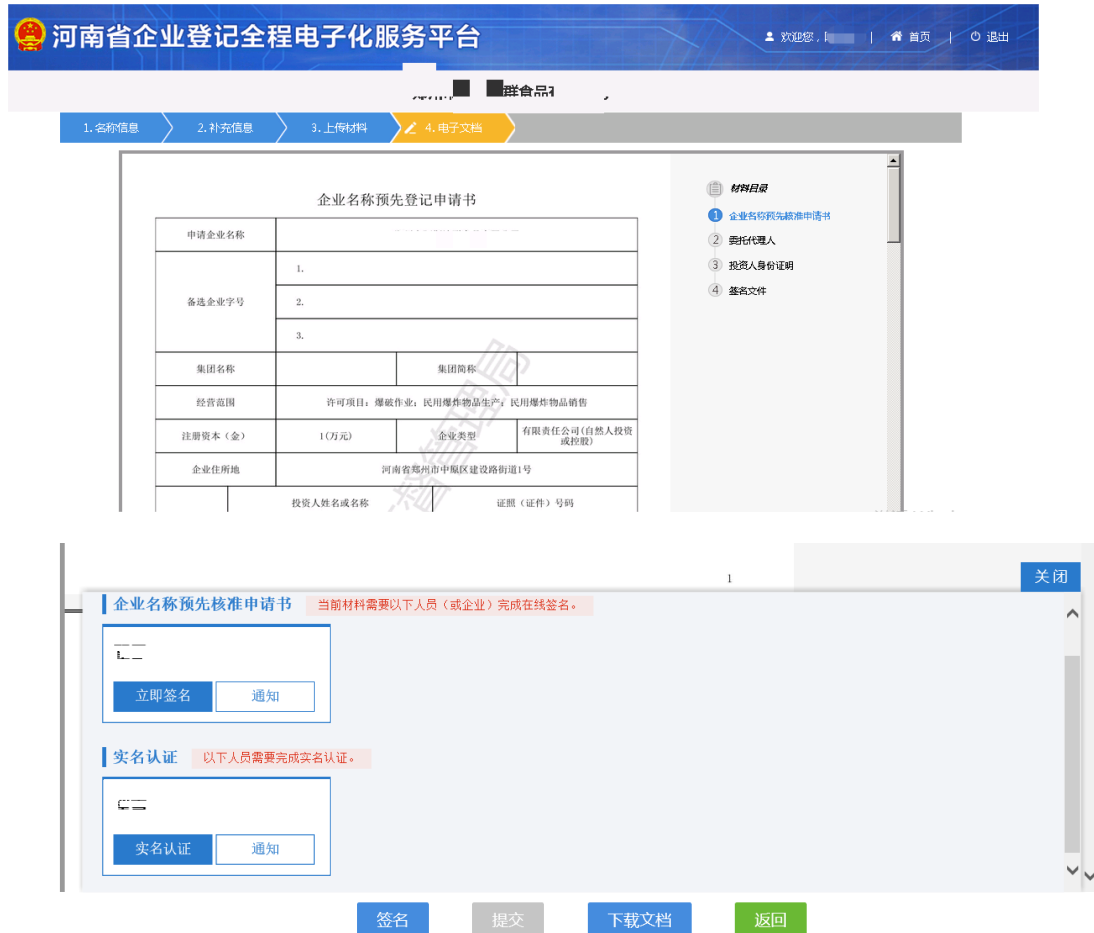 河南省企业登记全程电子化服务平台
欢迎您， | 首页 | 退出
群食品
1.名称信息 2.补充信息 3.上传材料 4.电子文档
企业名称预先登记申请书
材料目录
1 企业名称预先核准申请书
2 委托代理人
3 投资人身份证明
4 签名文件
申请企业名称
备选企业字号
1.
2.
3.
集团名称 集团简称
经营范围 许可项目：爆破作业；民用爆炸物品生产；民用爆炸物品销售
注册资本（金） 1(万元) 企业类型 有限责任公司(自然人投资
或控股)
企业住所地 河南省郑州市中原区建设路街道1号
投资人姓名或名称 证照（证件）号码
督管理局
1
关闭
企业名称预先核准申请书 当前材料需要以下人员（或企业）完成在线签名。
立即签名 通知
实名认证 以下人员需要完成实名认证。
实名认证 通知
签名 提交 下载文档 返回